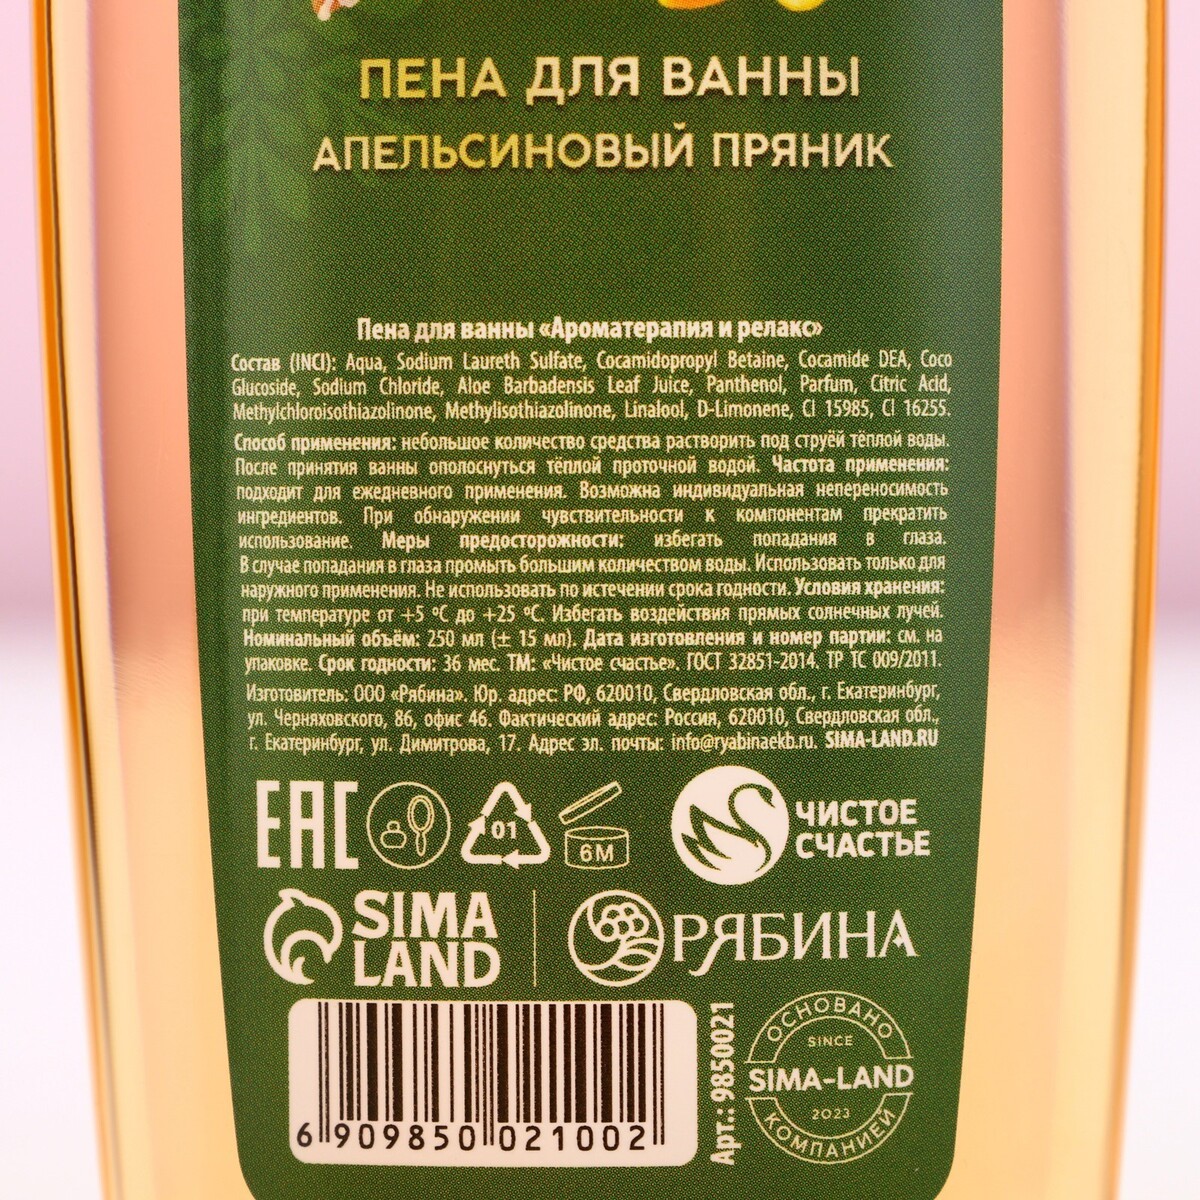 ПЕНА ДЛЯ ВАННЫ
АПЕЛЬСИНОВЫЙ ПРЯНИК
Пена для ванны «Ароматерапия и релакс»
Состав (INCI): Aqua, Sodium Laureth Sulfate, Cocamidopropyl Betaine, Cocamide DEA, Coco
Glucoside, Sodium Chloride, Aloe Barbadensis Leaf Juice, Panthenol, Parfum, Citric Acid,
Methylchloroisothiazolinone, Methylisothiazolinone, Linalool, D-Limonene, CI 15985, CI 16255.
Способ применения: небольшое количество средства растворить под струёй тёплой воды.
После принятия ванны ополоснуться тёплой проточной водой. Частота применения:
подходит для ежедневного применения. Возможна индивидуальная непереносимость
ингредиентов. При обнаружении чувствительности к компонентам прекратить
использование. Меры предосторожности: избегать попадания в глаза.
В случае попадания в глаза промыть большим количеством воды. Использовать только для
наружного применения. Не использовать по истечении срока годности. Условия хранения:
при температуре от +5 ºС до +25 ºС. Избегать воздействия прямых солнечных лучей.
Номинальный объём: 250 мл (± 15 мл). Дата изготовления и номер партии: см. на
упаковке. Срок годности: 36 мес. ТМ: «Чистое счастье». ГОСТ 32851-2014. ТР ТС 009/2011.
Изготовитель: ООО «Рябина». Юр. адрес: РФ, 620010, Свердловская обл., г. Екатеринбург,
ул. Черняховского, 86, офис 46. Фактический адрес: Россия, 620010, Свердловская обл.,
г. Екатеринбург, ул. Димитрова, 17. Адрес эл. почты: info@ryabinaekb.ru. SIMA-LAND.RU
EAC
01
6M
ЧИСТОЕ
СЧАСТЬЕ
SIMA
LAND
РЯБИНА
6 909850 021002
Арт.: 9850021
ОСНОВАНО
SINCE
SIMA-LAND
2023
КОМПАНИЕЙ